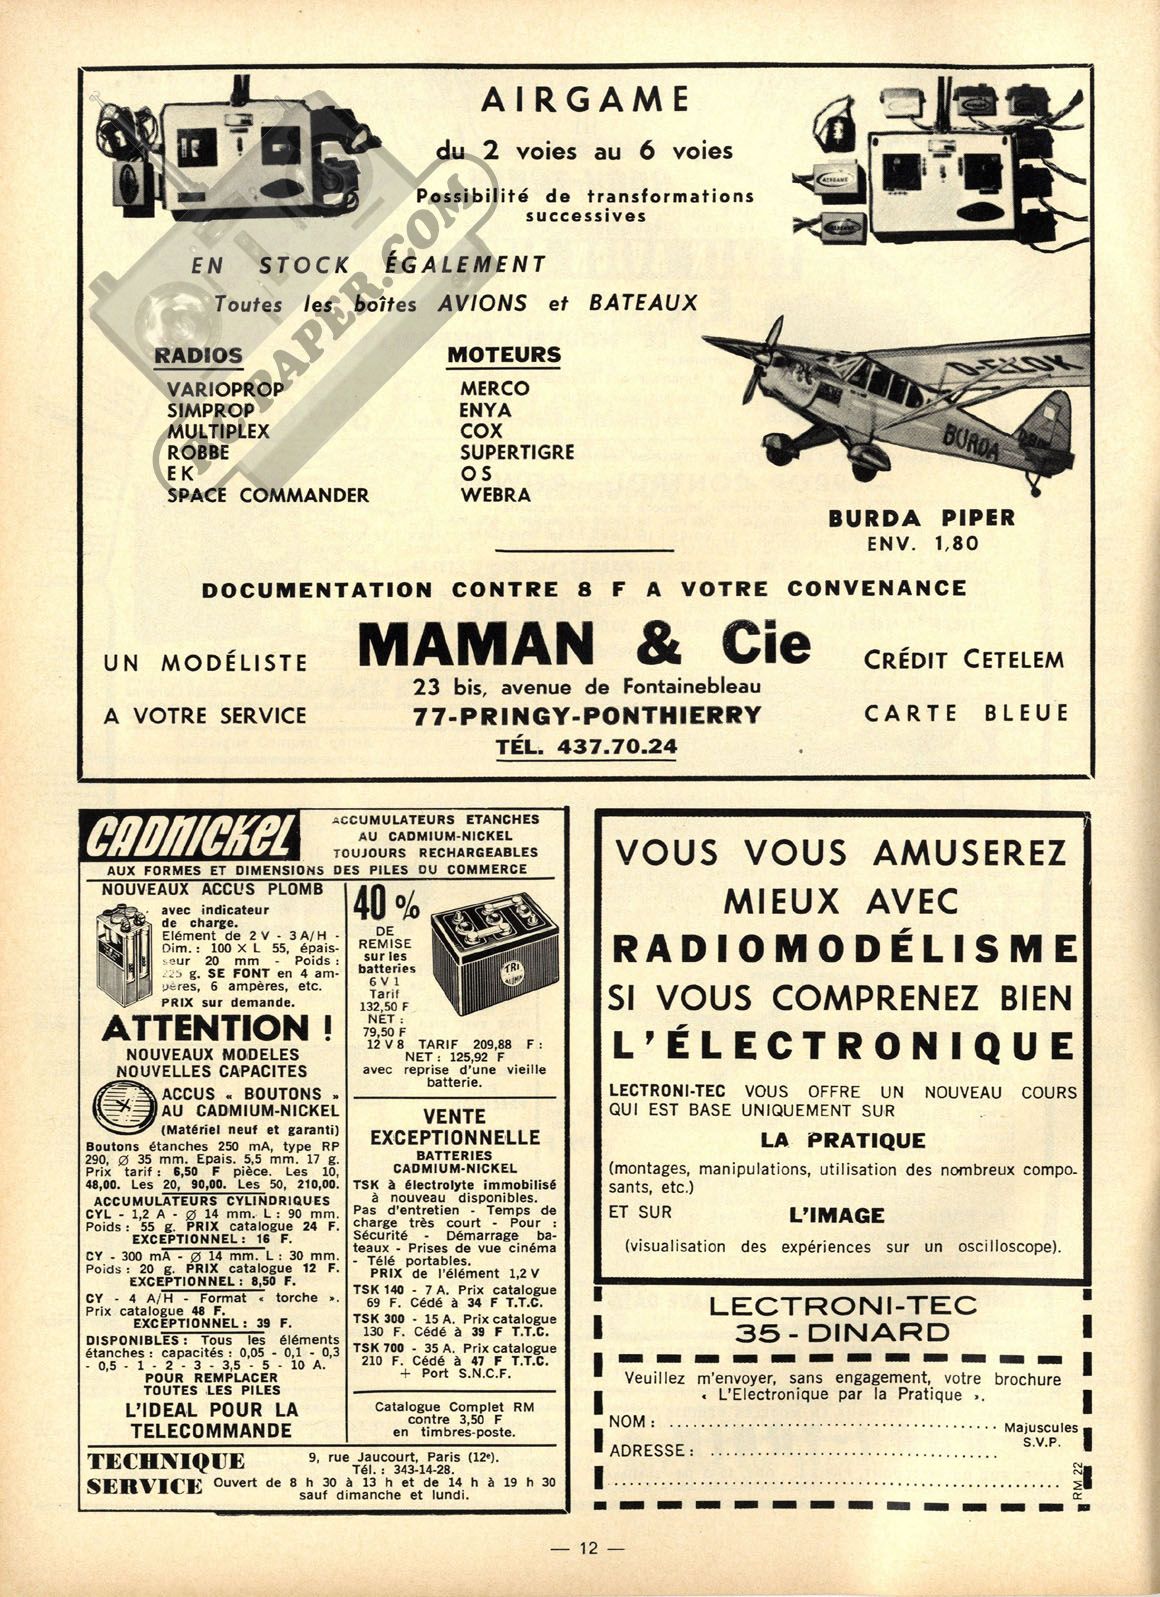 AIRGAME
du 2 voies au 6 voies
Possibilité de transformations
successives
EN STOCK ÉGALEMENT
Toutes les boîtes AVIONS et BATEAUX
RC-PAPER.COM
RADIOS
VARIOPROP
SIMPROP
MULTIPLEX
ROBBE
EK
SPACE COMMANDER
MOTEURS
MERCO
ENYA
COX
SUPERTIGRE
OS
WEBRA
BURDA
BURDA PIPER
ENV. 1,80
DOCUMENTATION CONTRE 8 F A VOTRE CONVENANCE
UN MODÉLISTE
A VOTRE SERVICE
MAMAN & Cie
23 bis, avenue de Fontainebleau
77-PRINGY-PONTHIERRY
TÉL. 437.70.24
CRÉDIT CETELEM
CARTE BLEUE
CADNICKEL
ACCUMULATEURS ETANCHES
AU CADMIUM-NICKEL
TOUJOURS RECHARGEABLES
AUX FORMES ET DIMENSIONS DES PILES DU COMMERCE
NOUVEAUX ACCUS PLOMB
avec indicateur
de charge.
Elément de 2 V - 3 A/H -
Dim. : 100 X L 55, épais-
seur 20 mm - Poids :
225 g. SE FONT en 4 am-
pères, 6 ampères, etc.
PRIX sur demande.
ATTENTION !
NOUVEAUX MODELES
NOUVELLES CAPACITES
ACCUS « BOUTONS »
AU CADMIUM-NICKEL
(Matériel neuf et garanti)
Boutons étanches 250 mA, type RP
290, Ø 35 mm. Epais. 5,5 mm. 17 g.
Prix tarif : 6,50 F pièce. Les 10,
48,00. Les 20, 90,00. Les 50, 210,00.
ACCUMULATEURS CYLINDRIQUES
CYL - 1,2 A - Ø 14 mm. L : 90 mm.
Poids : 55 g. PRIX catalogue 24 F.
EXCEPTIONNEL : 16 F.
CY - 300 mA - Ø 14 mm. L : 30 mm.
Poids : 20 g. PRIX catalogue 12 F.
EXCEPTIONNEL : 8,50 F.
CY - 4 A/H - Format « torche ».
Prix catalogue 48 F.
EXCEPTIONNEL : 39 F.
DISPONIBLES : Tous les éléments
étanches : capacités : 0,05 - 0,1 - 0,3
- 0,5 - 1 - 2 - 3 - 3,5 - 5 - 10 A.
POUR REMPLACER
TOUTES LES PILES
L'IDEAL POUR LA
TELECOMMANDE
40 %
DE
REMISE
sur les
batteries
6 V 1
Tarif
132,50 F
NET :
79,50 F
12 V 8 TARIF 209,88 F :
NET : 125,92 F
avec reprise d'une vieille
batterie.
TRI
VENTE
EXCEPTIONNELLE
BATTERIES
CADMIUM-NICKEL
TSK à électrolyte immobilisé
à nouveau disponibles.
Pas d'entretien - Temps de
charge très court - Pour :
Sécurité - Démarrage ba-
teaux - Prises de vue cinéma
- Télé portables.
PRIX de l'élément 1,2 V
TSK 140 - 7 A. Prix catalogue
69 F. Cédé à 34 F T.T.C.
TSK 300 - 15 A. Prix catalogue
130 F. Cédé à 39 F T.T.C.
TSK 700 - 35 A. Prix catalogue
210 F. Cédé à 47 F T.T.C.
+ Port S.N.C.F.
Catalogue Complet RM
contre 3,50 F
en timbres-poste.
TECHNIQUE
SERVICE
9, rue Jaucourt, Paris (12e).
Tél. : 343-14-28.
Ouvert de 8 h 30 à 13 h et de 14 h à 19 h 30
sauf dimanche et lundi.
VOUS VOUS AMUSEREZ
MIEUX AVEC
RADIOMODÉLISME
SI VOUS COMPRENEZ BIEN
L'ÉLECTRONIQUE
LECTRONI-TEC VOUS OFFRE UN NOUVEAU COURS
QUI EST BASE UNIQUEMENT SUR
LA PRATIQUE
(montages, manipulations, utilisation des nombreux compo-
sants, etc.)
ET SUR L'IMAGE
(visualisation des expériences sur un oscilloscope).
LECTRONI-TEC
35 - DINARD
Veuillez m'envoyer, sans engagement, votre brochure
« L'Electronique par la Pratique ».
NOM :
Majuscules
S.V.P.
ADRESSE :
RM 22
— 12 —